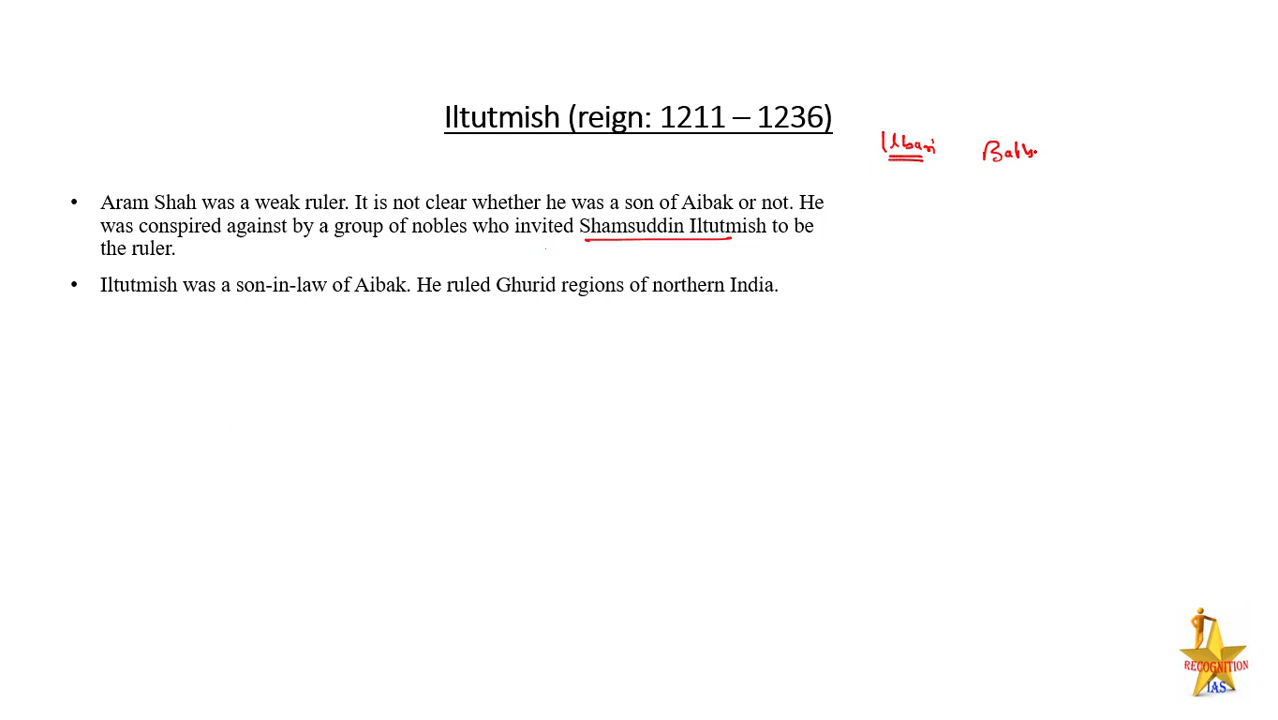 Iltutmish (reign: 1211 – 1236)
Ilbari
• Aram Shah was a weak ruler. It is not clear whether he was a son of Aibak or not. He
was conspired against by a group of nobles who invited Shamsuddin Iltutmish to be
the ruler.
• Iltutmish was a son-in-law of Aibak. He ruled Ghurid regions of northern India.
RECOGNITION
IAS